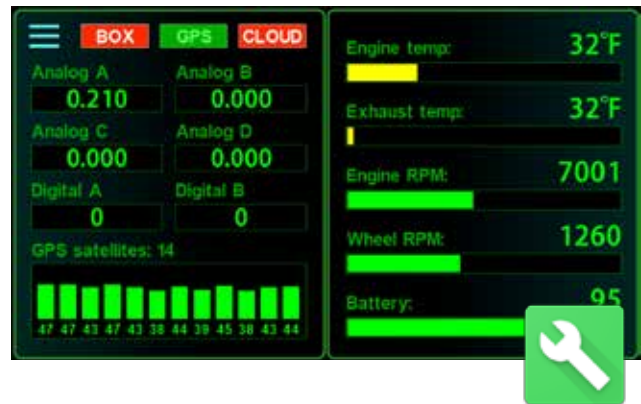 BOX GPS CLOUD
Analog A Analog B
0.210 0.000
Analog C Analog D
0.000 0.000
Digital A Digital B
0 0
GPS satellites: 14
47 47 43 47 43 38 44 39 45 38 43 44
Engine temp: 32°F
Exhaust temp: 32°F
Engine RPM: 7001
Wheel RPM: 1260
Battery: 95